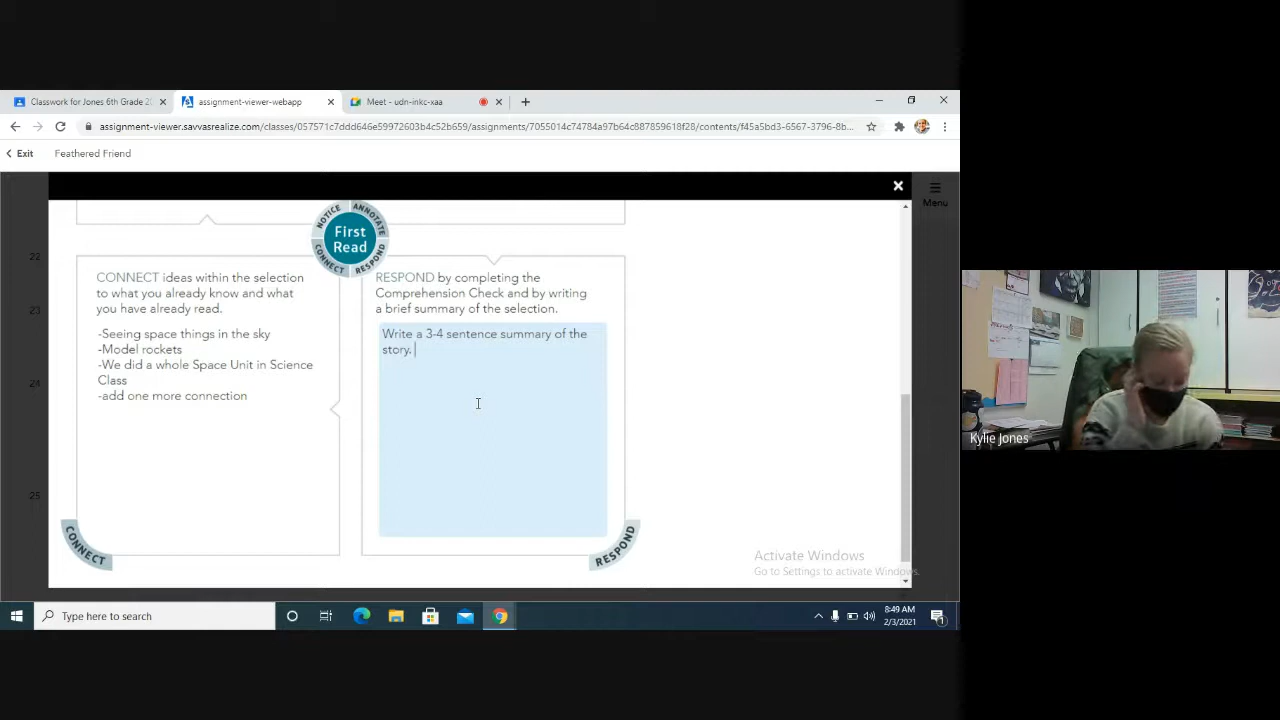 Classwork for Jones 6th Grade 2
assignment-viewer-webapp
Meet - udn-inkc-xaa
assignment-viewer.savvasrealize.com/classes/057571c7ddd646e59972603b4c52b659/assignments/7055014c74784a97b64c887859618f28/contents/f45a5bd3-6567-3796-8b...
Exit
Feathered Friend
Menu
NOTICE
ANNOTATE
CONNECT
RESPOND
First
Read
22
23
24
25
CONNECT ideas within the selection
to what you already know and what
you have already read.
-Seeing space things in the sky
-Model rockets
-We did a whole Space Unit in Science
Class
-add one more connection
CONNECT
RESPOND by completing the
Comprehension Check and by writing
a brief summary of the selection.
Write a 3-4 sentence summary of the
story.
RESPOND
Activate Windows
Go to Settings to activate Windows.
Kylie Jones
Type here to search
8:49 AM
2/3/2021
1